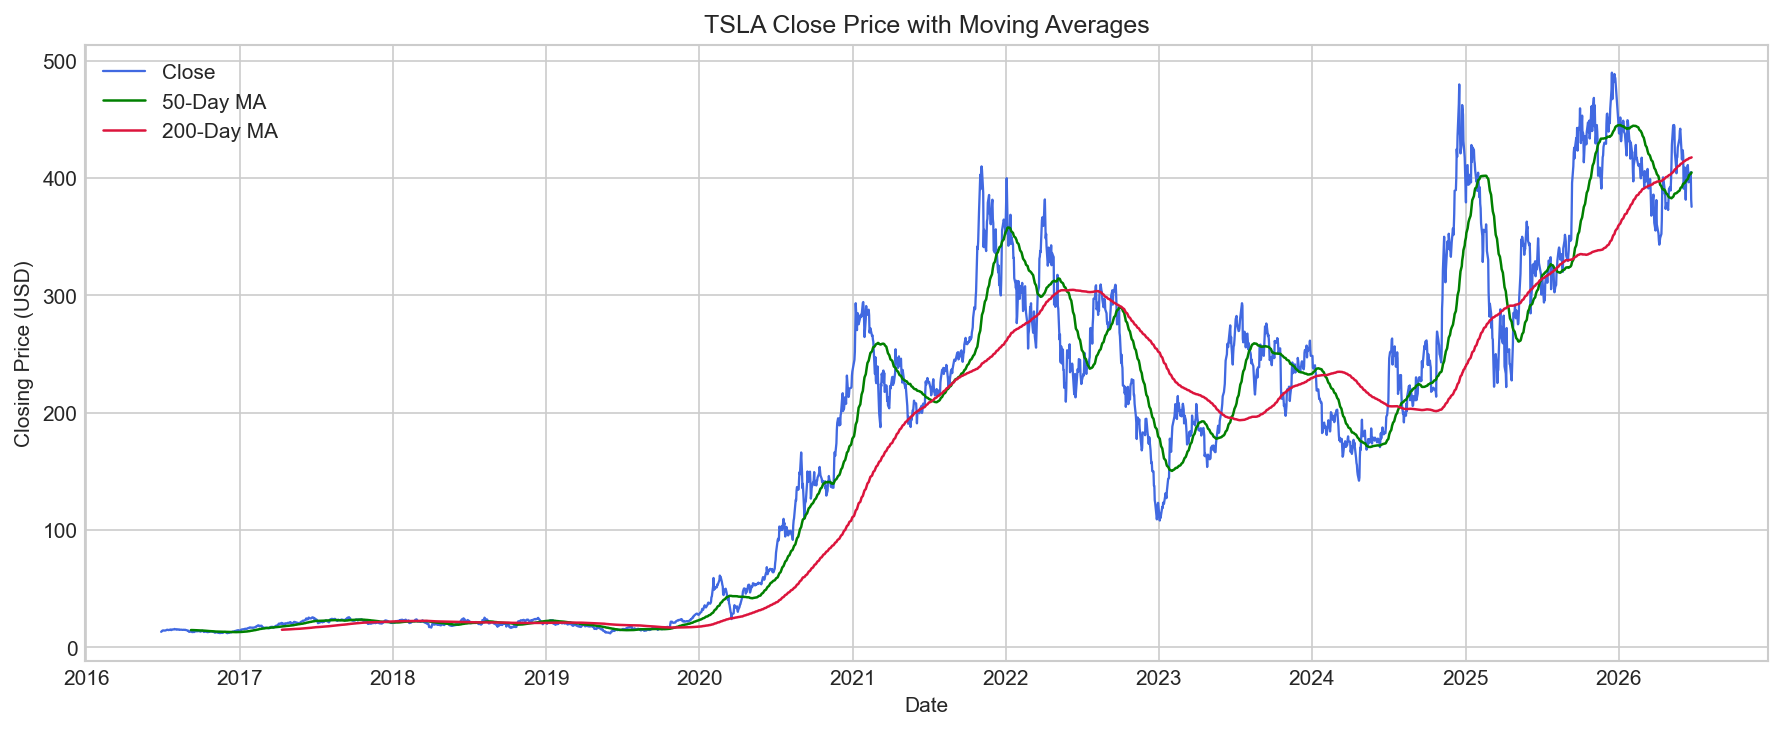 TSLA Close Price with Moving Averages
Close
50-Day MA
200-Day MA
Closing Price (USD)
500
400
300
200
100
0
2016 2017 2018 2019 2020 2021 2022 2023 2024 2025 2026
Date